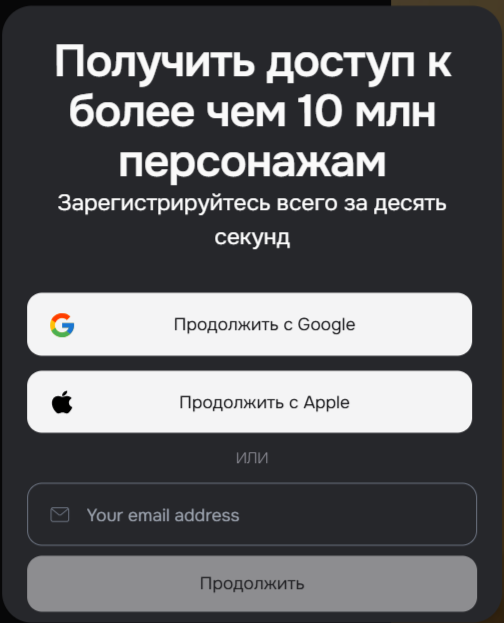 Получить доступ к
более чем 10 млн
персонажам
Зарегистрируйтесь всего за десять
секунд
Продолжить с Google
Продолжить с Apple
ИЛИ
Your email address
Продолжить